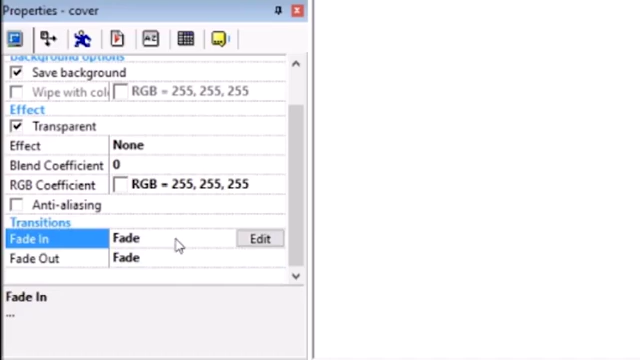 Properties - cover
Background options
Save background
Wipe with colo RGB = 255, 255, 255
Effect
Transparent
Effect None
Blend Coefficient 0
RGB Coefficient RGB = 255, 255, 255
Anti-aliasing
Transitions
Fade In Fade Edit
Fade Out Fade
Fade In
...